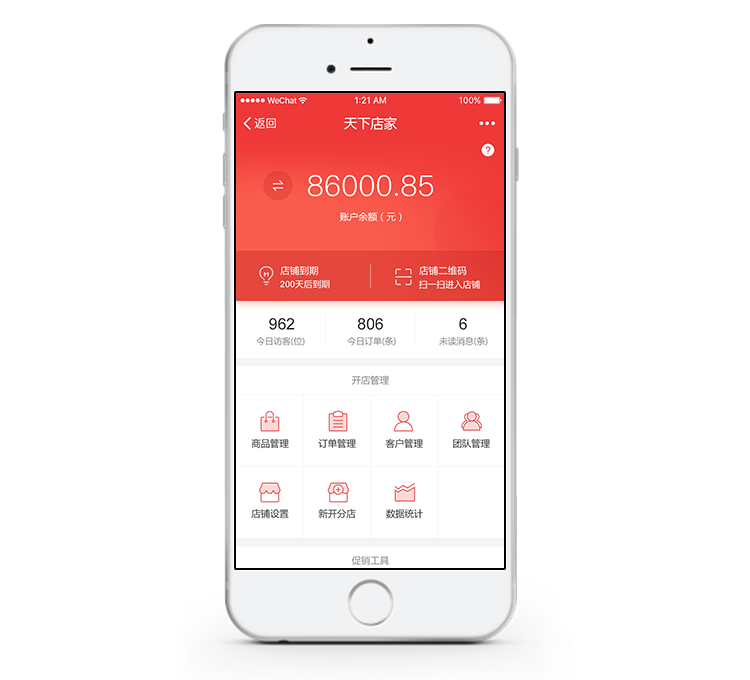 WeChat 1:21 AM 100%
返回 天下店家
?
86000.85
账户余额（元）
店铺到期 店铺二维码
200天后到期 扫一扫进入店铺
962 806 6
今日访客(位) 今日订单(条) 未读消息(条)
开店管理
商品管理 订单管理 客户管理 团队管理
店铺设置 新开分店 数据统计
促销工具